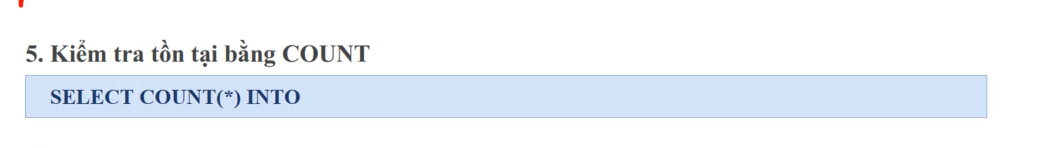 5. Kiểm tra tồn tại bằng COUNT
SELECT COUNT(*) INTO